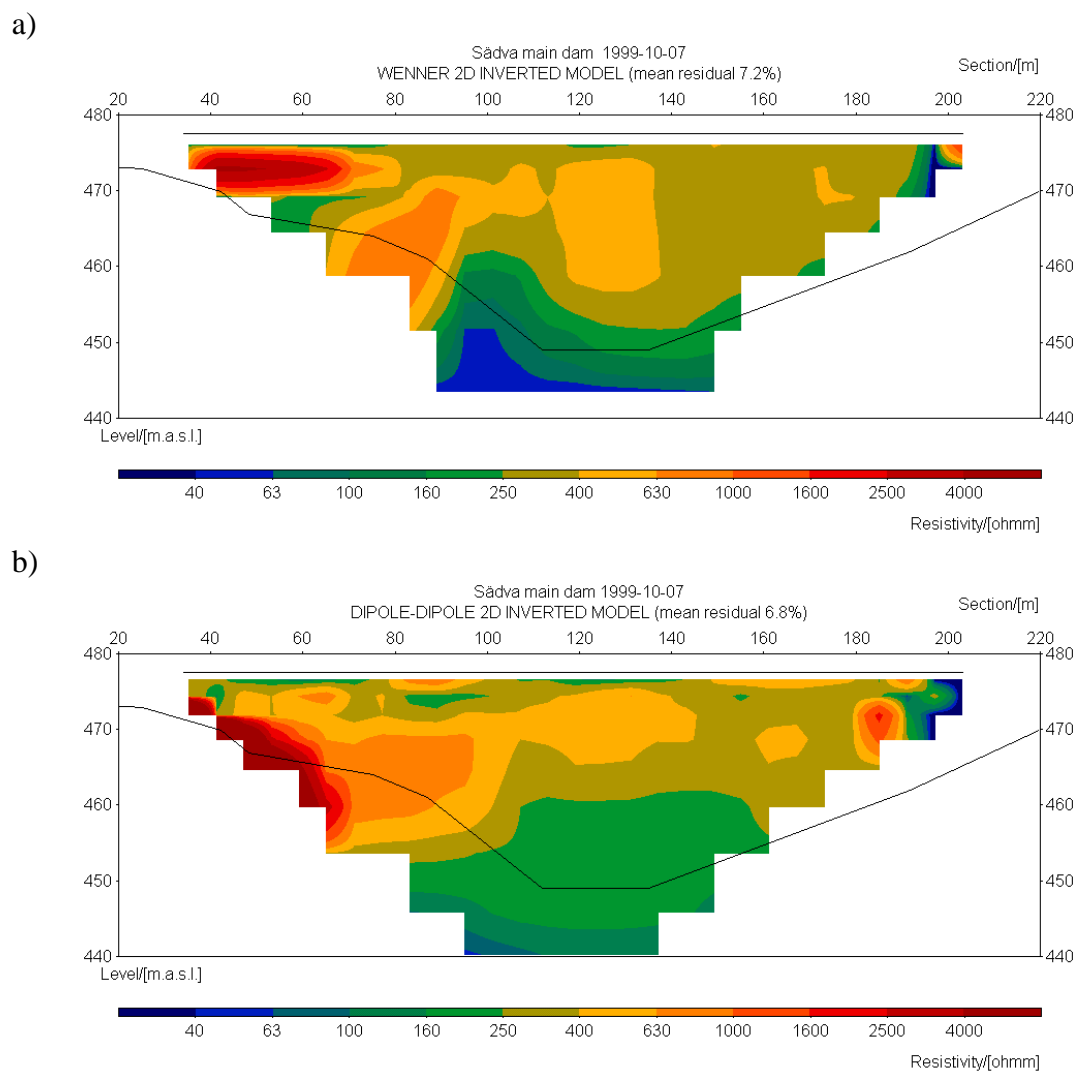 a)
Sädva main dam 1999-10-07
WENNER 2D INVERTED MODEL (mean residual 7.2%)
Section/[m]
20 40 60 80 100 120 140 160 180 200 220
480 480
470 470
460 460
450 450
440 440
Level/[m.a.s.l.]
40 63 100 160 250 400 630 1000 1600 2500 4000
Resistivity/[ohmm]
b)
Sädva main dam 1999-10-07
DIPOLE-DIPOLE 2D INVERTED MODEL (mean residual 6.8%)
Section/[m]
20 40 60 80 100 120 140 160 180 200 220
480 480
470 470
460 460
450 450
440 440
Level/[m.a.s.l.]
40 63 100 160 250 400 630 1000 1600 2500 4000
Resistivity/[ohmm]